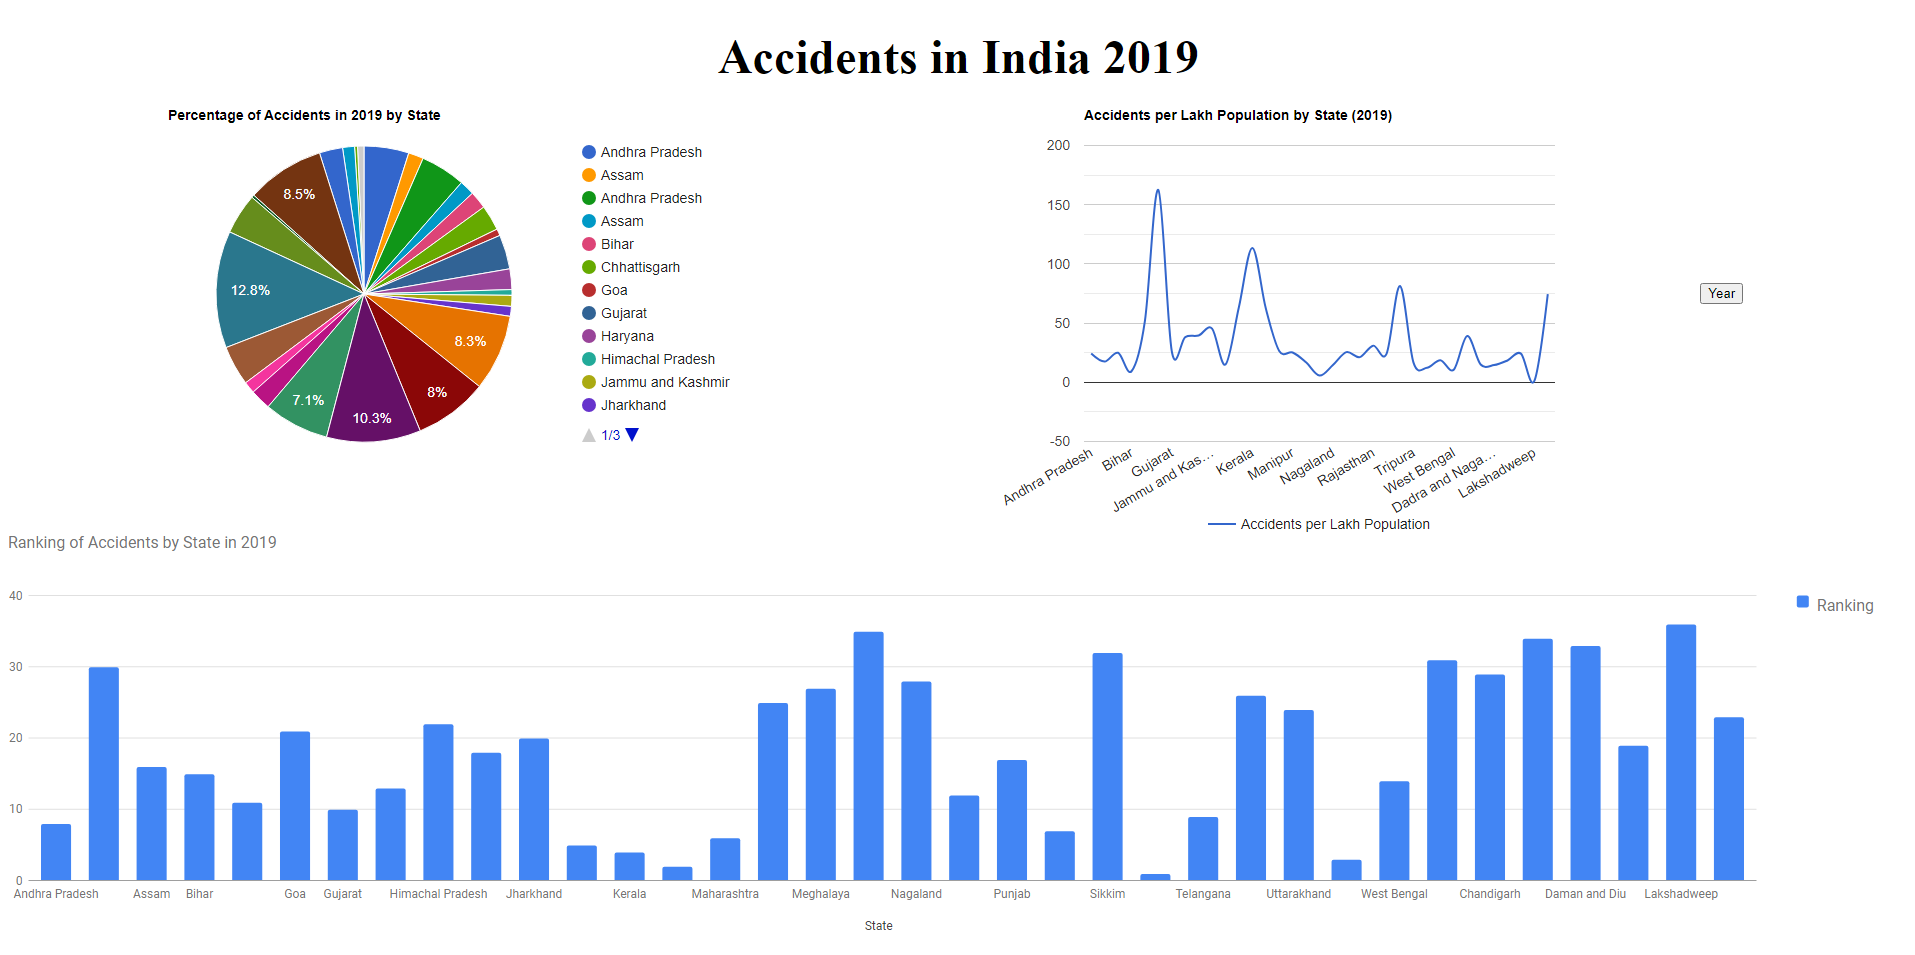 Accidents in India 2019
Percentage of Accidents in 2019 by State
8.5%
12.8%
8.3%
8%
10.3%
7.1%
Andhra Pradesh
Assam
Andhra Pradesh
Assam
Bihar
Chhattisgarh
Goa
Gujarat
Haryana
Himachal Pradesh
Jammu and Kashmir
Jharkhand
1/3
Accidents per Lakh Population by State (2019)
200
150
100
50
0
-50
Andhra Pradesh
Bihar
Gujarat
Jammu and Kas...
Kerala
Manipur
Nagaland
Rajasthan
Tripura
West Bengal
Dadra and Naga...
Lakshadweep
Accidents per Lakh Population
Year
Ranking of Accidents by State in 2019
40
30
20
10
0
Andhra Pradesh
Assam
Bihar
Goa
Gujarat
Himachal Pradesh
Jharkhand
Kerala
Maharashtra
Meghalaya
Nagaland
Punjab
Sikkim
Telangana
Uttarakhand
West Bengal
Chandigarh
Daman and Diu
Lakshadweep
State
Ranking